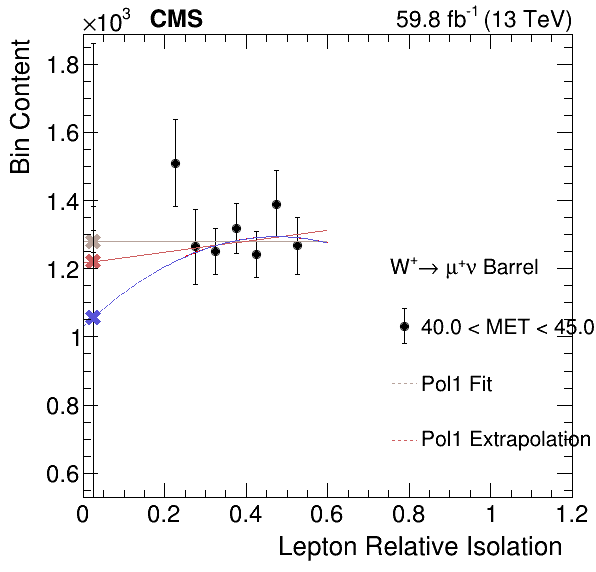 ×10³ CMS 59.8 fb⁻¹ (13 TeV)
Bin Content
1.8
1.6
1.4
1.2
1
0.8
0.6
W⁺→ μ⁺ν Barrel
40.0 < MET < 45.0
Pol1 Fit
Pol1 Extrapolation
0 0.2 0.4 0.6 0.8 1 1.2
Lepton Relative Isolation